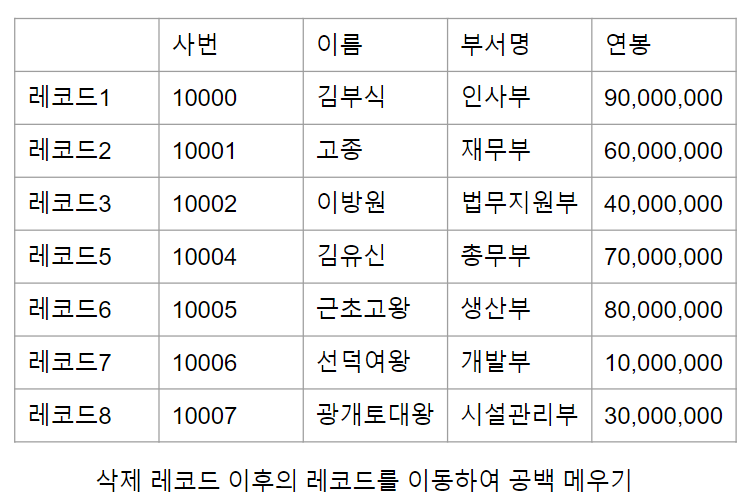 사번 이름 부서명 연봉
레코드1 10000 김부식 인사부 90,000,000
레코드2 10001 고종 재무부 60,000,000
레코드3 10002 이방원 법무지원부 40,000,000
레코드5 10004 김유신 총무부 70,000,000
레코드6 10005 근초고왕 생산부 80,000,000
레코드7 10006 선덕여왕 개발부 10,000,000
레코드8 10007 광개토대왕 시설관리부 30,000,000
삭제 레코드 이후의 레코드를 이동하여 공백 메우기